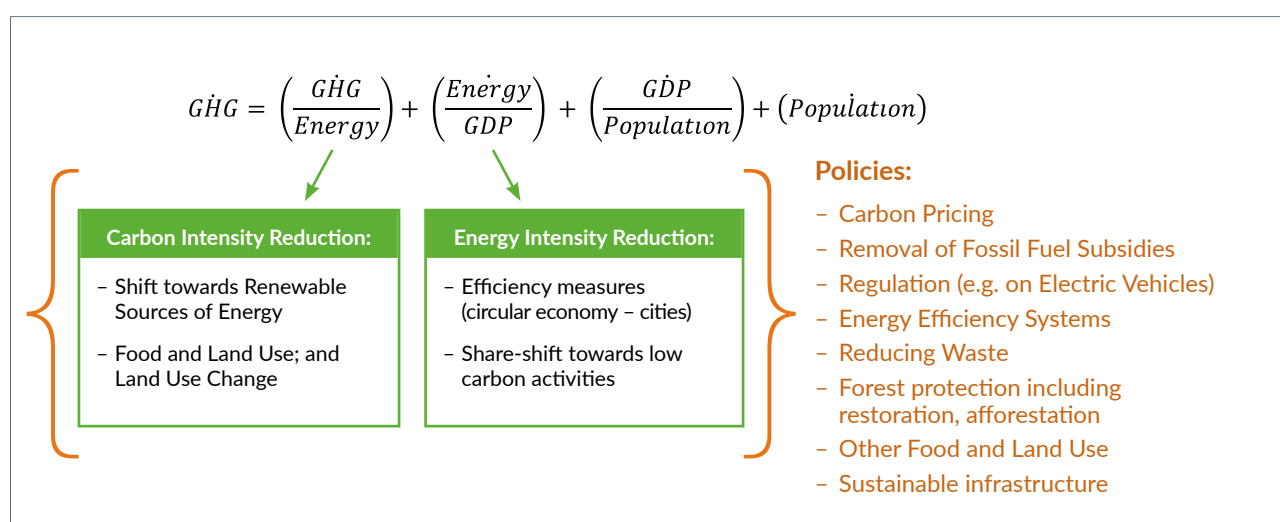 GḢG = (GḢG/Energy) + (Enėrgy/GDP) + (GḊP/Population) + (Populȧtion)
Carbon Intensity Reduction:
– Shift towards Renewable
Sources of Energy
– Food and Land Use; and
Land Use Change
Energy Intensity Reduction:
– Efficiency measures
(circular economy – cities)
– Share-shift towards low
carbon activities
Policies:
– Carbon Pricing
– Removal of Fossil Fuel Subsidies
– Regulation (e.g. on Electric Vehicles)
– Energy Efficiency Systems
– Reducing Waste
– Forest protection including
restoration, afforestation
– Other Food and Land Use
– Sustainable infrastructure